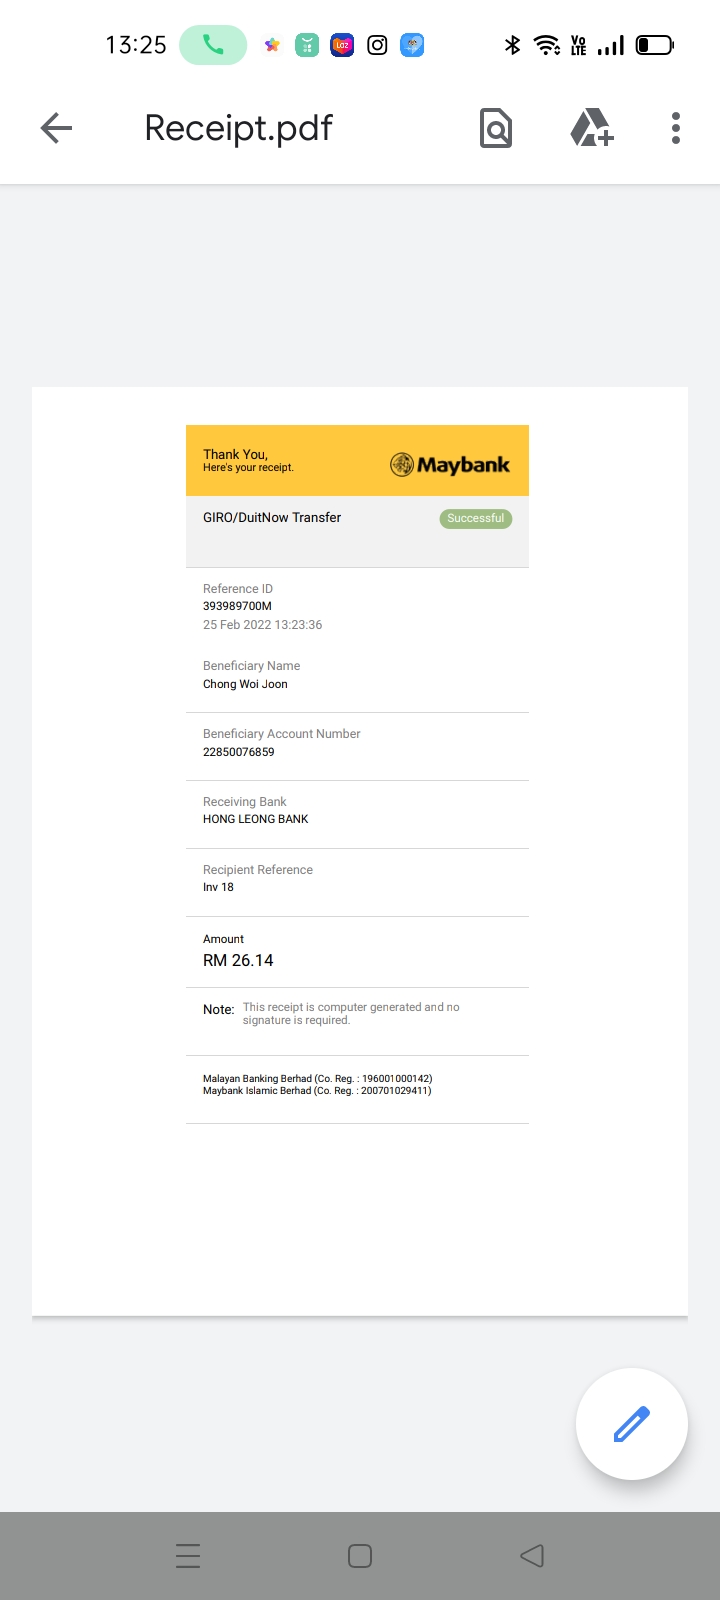 13:25
Laz
VO
LTE
Receipt.pdf
Thank You,
Here's your receipt.
Maybank
GIRO/DuitNow Transfer
Successful
Reference ID
393989700M
25 Feb 2022 13:23:36
Beneficiary Name
Chong Woi Joon
Beneficiary Account Number
22850076859
Receiving Bank
HONG LEONG BANK
Recipient Reference
Inv 18
Amount
RM 26.14
Note: This receipt is computer generated and no
signature is required.
Malayan Banking Berhad (Co. Reg. : 196001000142)
Maybank Islamic Berhad (Co. Reg. : 200701029411)